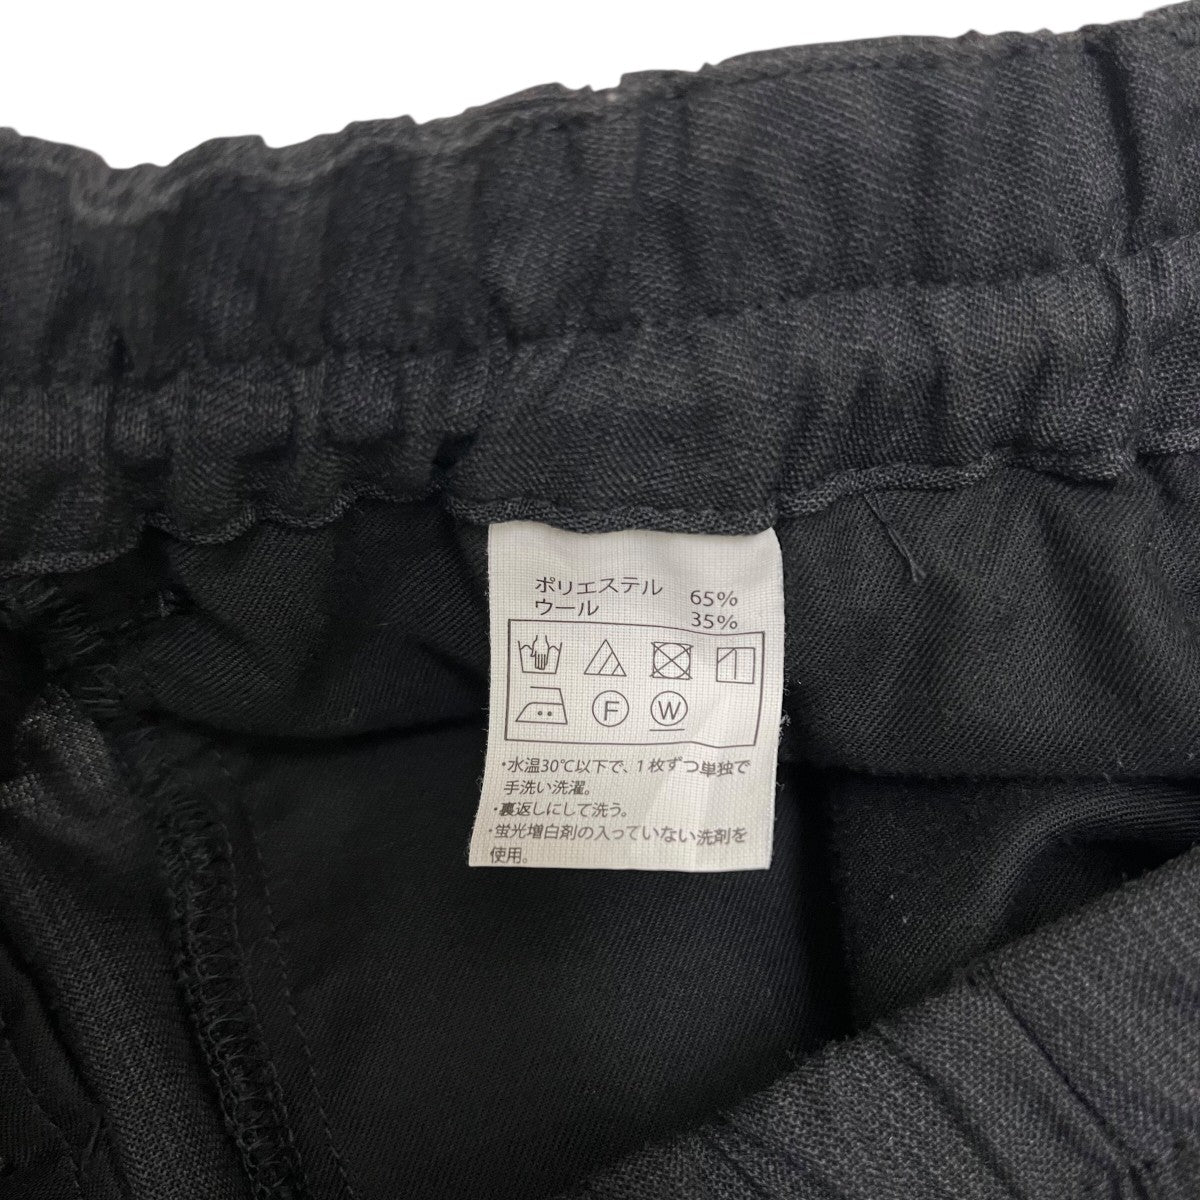 ポリエステル 65%
ウール 35%
F W
・水温30℃以下で、1枚ずつ単独で
手洗い洗濯。
・裏返しにして洗う。
・蛍光増白剤の入っていない洗剤を
使用。